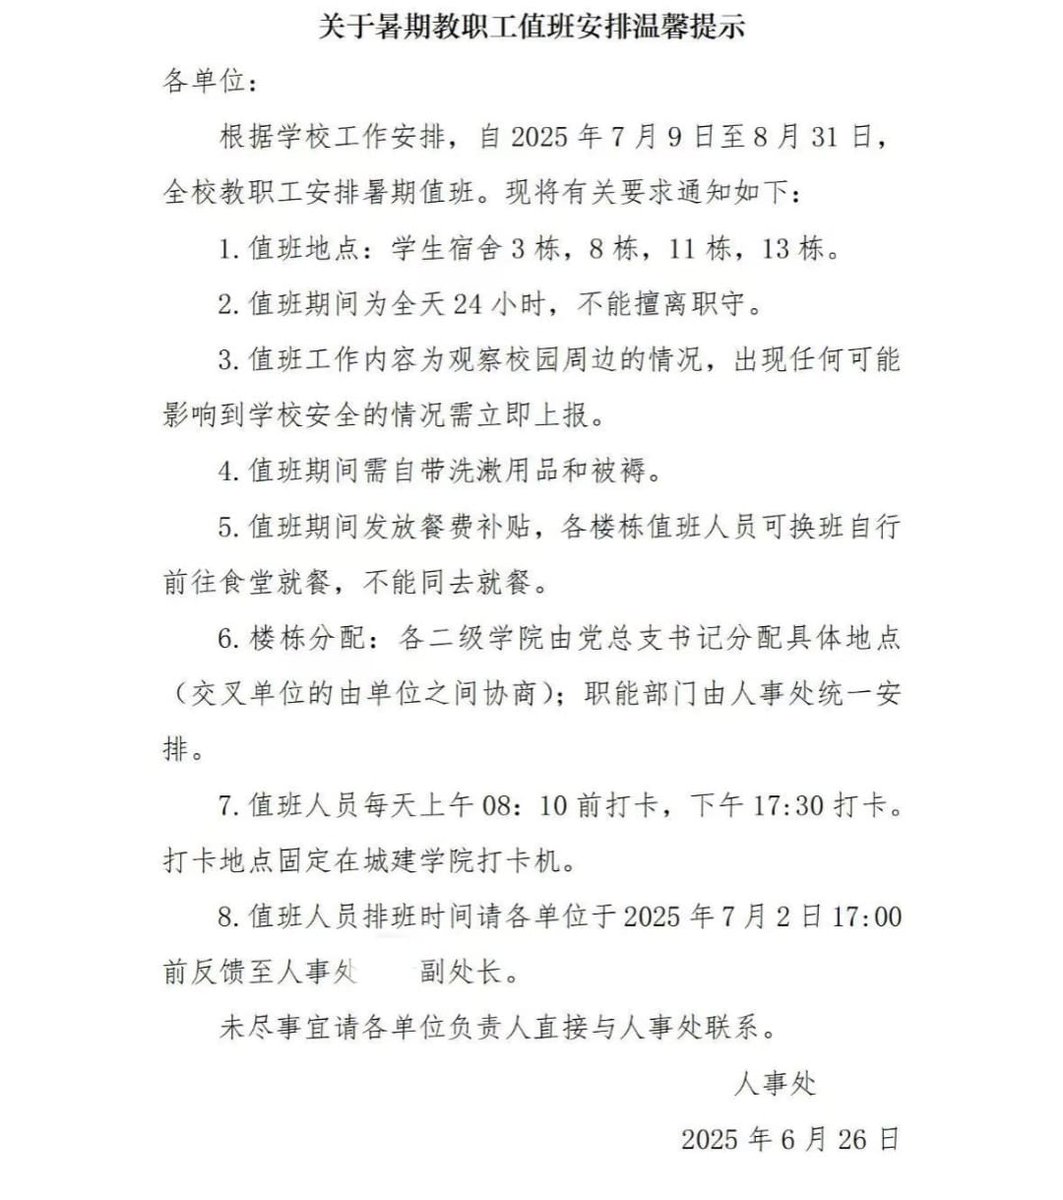 关于暑期教职工值班安排温馨提示
各单位：
根据学校工作安排，自 2025 年 7 月 9 日至 8 月 31 日，
全校教职工安排暑期值班。现将有关要求通知如下：
1.值班地点：学生宿舍 3 栋，8 栋，11 栋，13 栋。
2.值班期间为全天 24 小时，不能擅离职守。
3.值班工作内容为观察校园周边的情况，出现任何可能
影响到学校安全的情况需立即上报。
4.值班期间需自带洗漱用品和被褥。
5.值班期间发放餐费补贴，各楼栋值班人员可换班自行
前往食堂就餐，不能同去就餐。
6.楼栋分配：各二级学院由党总支书记分配具体地点
（交叉单位的由单位之间协商）；职能部门由人事处统一安
排。
7.值班人员每天上午 08：10 前打卡，下午 17:30 打卡。
打卡地点固定在城建学院打卡机。
8.值班人员排班时间请各单位于 2025 年 7 月 2 日 17:00
前反馈至人事处 副处长。
未尽事宜请各单位负责人直接与人事处联系。
人事处
2025 年 6 月 26 日